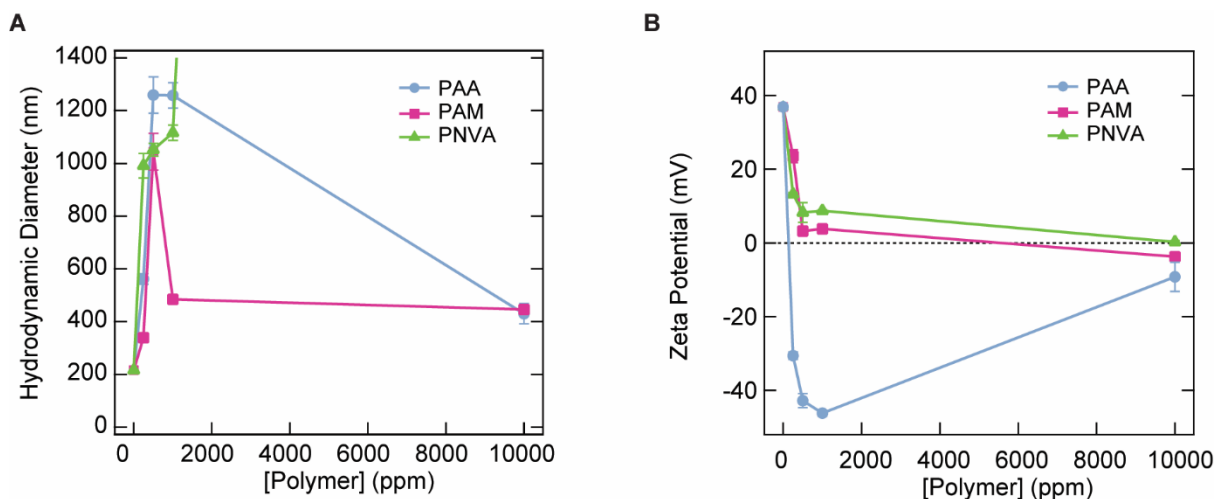 A
Hydrodynamic Diameter (nm)
1400
1200
1000
800
600
400
200
0
PAA
PAM
PNVA
0 2000 4000 6000 8000 10000
[Polymer] (ppm)
B
Zeta Potential (mV)
40
20
0
-20
-40
PAA
PAM
PNVA
0 2000 4000 6000 8000 10000
[Polymer] (ppm)